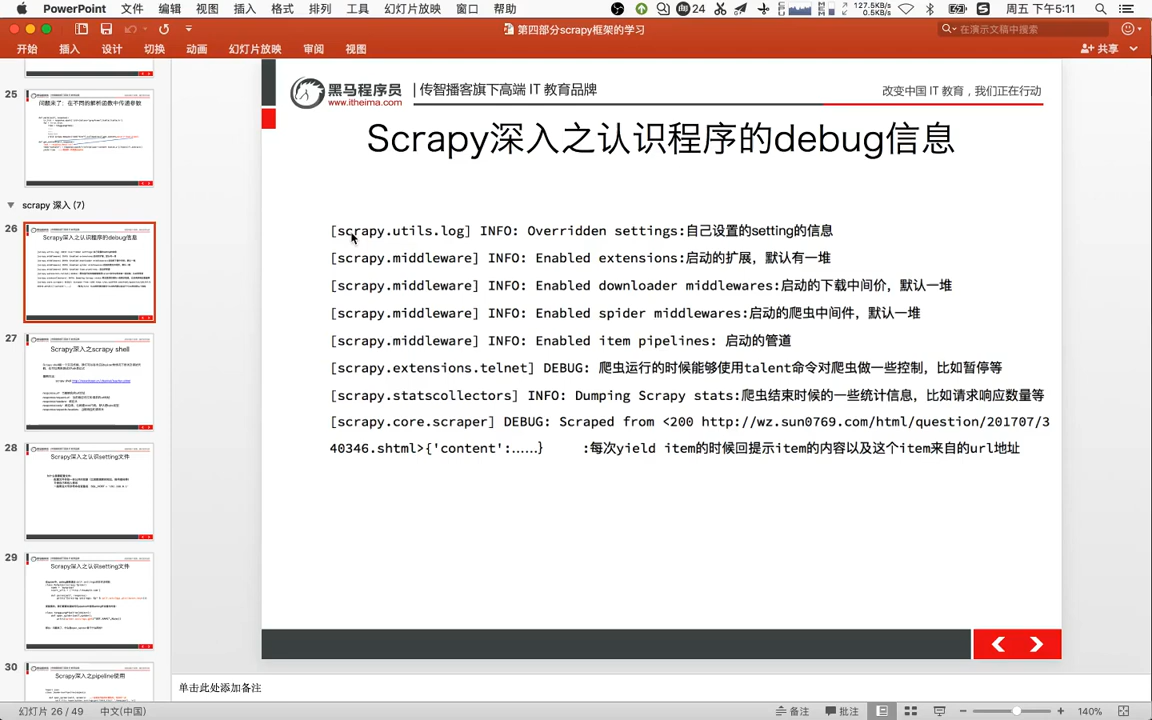 PowerPoint 文件 编辑 视图 插入 格式 排列 工具 幻灯片放映 窗口 帮助 24 127.5KB/s 0.5KB/s 周五 下午5:11
第四部分scrapy框架的学习
在演示文稿中搜索
开始 插入 设计 切换 动画 幻灯片放映 审阅 视图 共享
25
问题来了：在不同的解析函数中传递参数
scrapy 深入 (7)
26
Scrapy深入之认识程序的debug信息
27
Scrapy深入之scrapy shell
28
Scrapy深入之认识setting文件
29
Scrapy深入之认识setting文件
30
Scrapy深入之pipeline使用
黑马程序员 www.itheima.com 传智播客旗下高端 IT 教育品牌
改变中国 IT 教育，我们正在行动
Scrapy深入之认识程序的debug信息
[scrapy.utils.log] INFO: Overridden settings:自己设置的setting的信息
[scrapy.middleware] INFO: Enabled extensions:启动的扩展，默认有一堆
[scrapy.middleware] INFO: Enabled downloader middlewares:启动的下载中间价，默认一堆
[scrapy.middleware] INFO: Enabled spider middlewares:启动的爬虫中间件，默认一堆
[scrapy.middleware] INFO: Enabled item pipelines: 启动的管道
[scrapy.extensions.telnet] DEBUG: 爬虫运行的时候能够使用talent命令对爬虫做一些控制，比如暂停等
[scrapy.statscollectors] INFO: Dumping Scrapy stats:爬虫结束时候的一些统计信息，比如请求响应数量等
[scrapy.core.scraper] DEBUG: Scraped from <200 http://wz.sun0769.com/html/question/201707/3
40346.shtml>{'content':……} :每次yield item的时候回提示item的内容以及这个item来自的url地址
单击此处添加备注
幻灯片 26 / 49 中文(中国) 备注 批注 140%